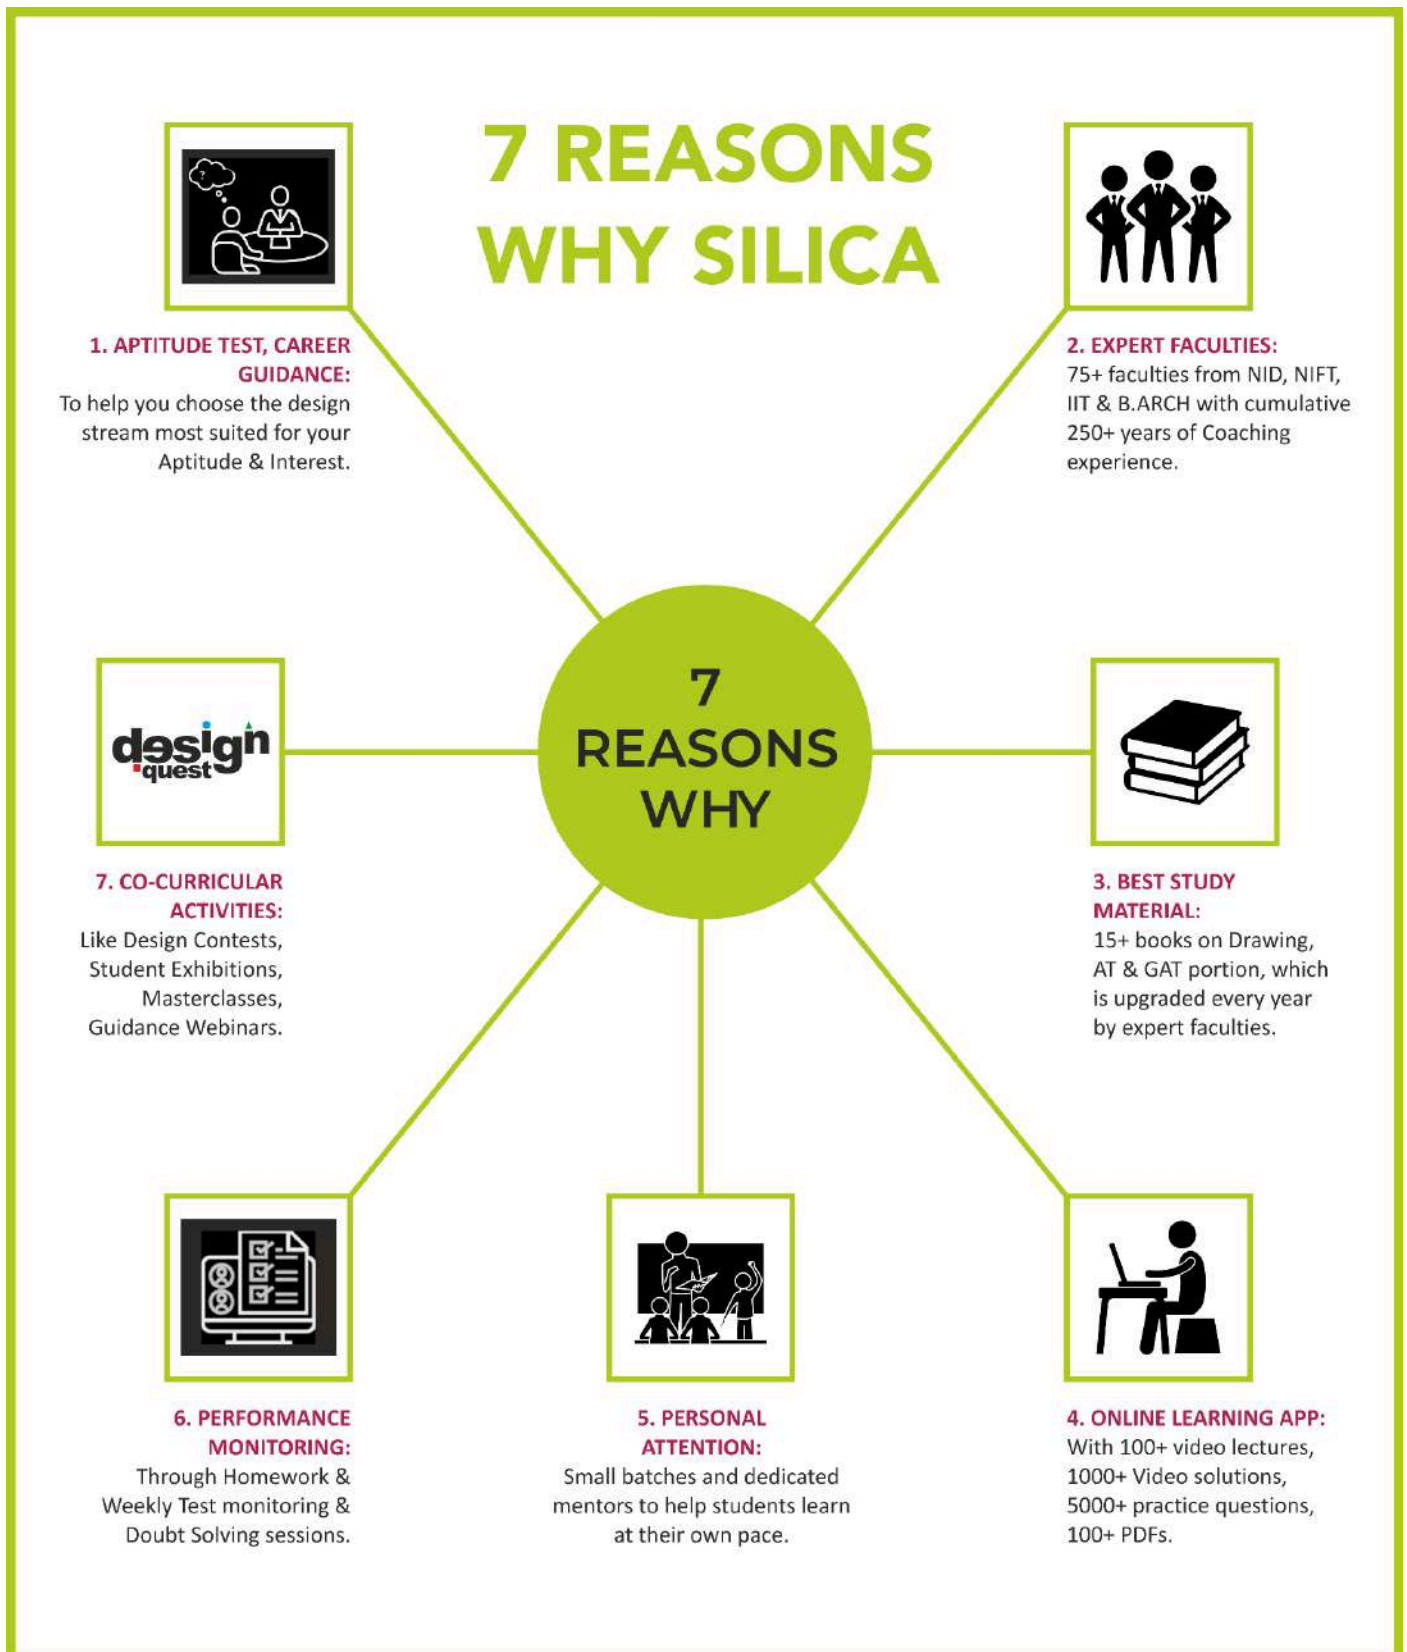 7 REASONS
WHY SILICA
1. APTITUDE TEST, CAREER
GUIDANCE:
To help you choose the design
stream most suited for your
Aptitude & Interest.
2. EXPERT FACULTIES:
75+ faculties from NID, NIFT,
IIT & B.ARCH with cumulative
250+ years of Coaching
experience.
7
REASONS
WHY
design
quest
7. CO-CURRICULAR
ACTIVITIES:
Like Design Contests,
Student Exhibitions,
Masterclasses,
Guidance Webinars.
3. BEST STUDY
MATERIAL:
15+ books on Drawing,
AT & GAT portion, which
is upgraded every year
by expert faculties.
6. PERFORMANCE
MONITORING:
Through Homework &
Weekly Test monitoring &
Doubt Solving sessions.
5. PERSONAL
ATTENTION:
Small batches and dedicated
mentors to help students learn
at their own pace.
4. ONLINE LEARNING APP:
With 100+ video lectures,
1000+ Video solutions,
5000+ practice questions,
100+ PDFs.